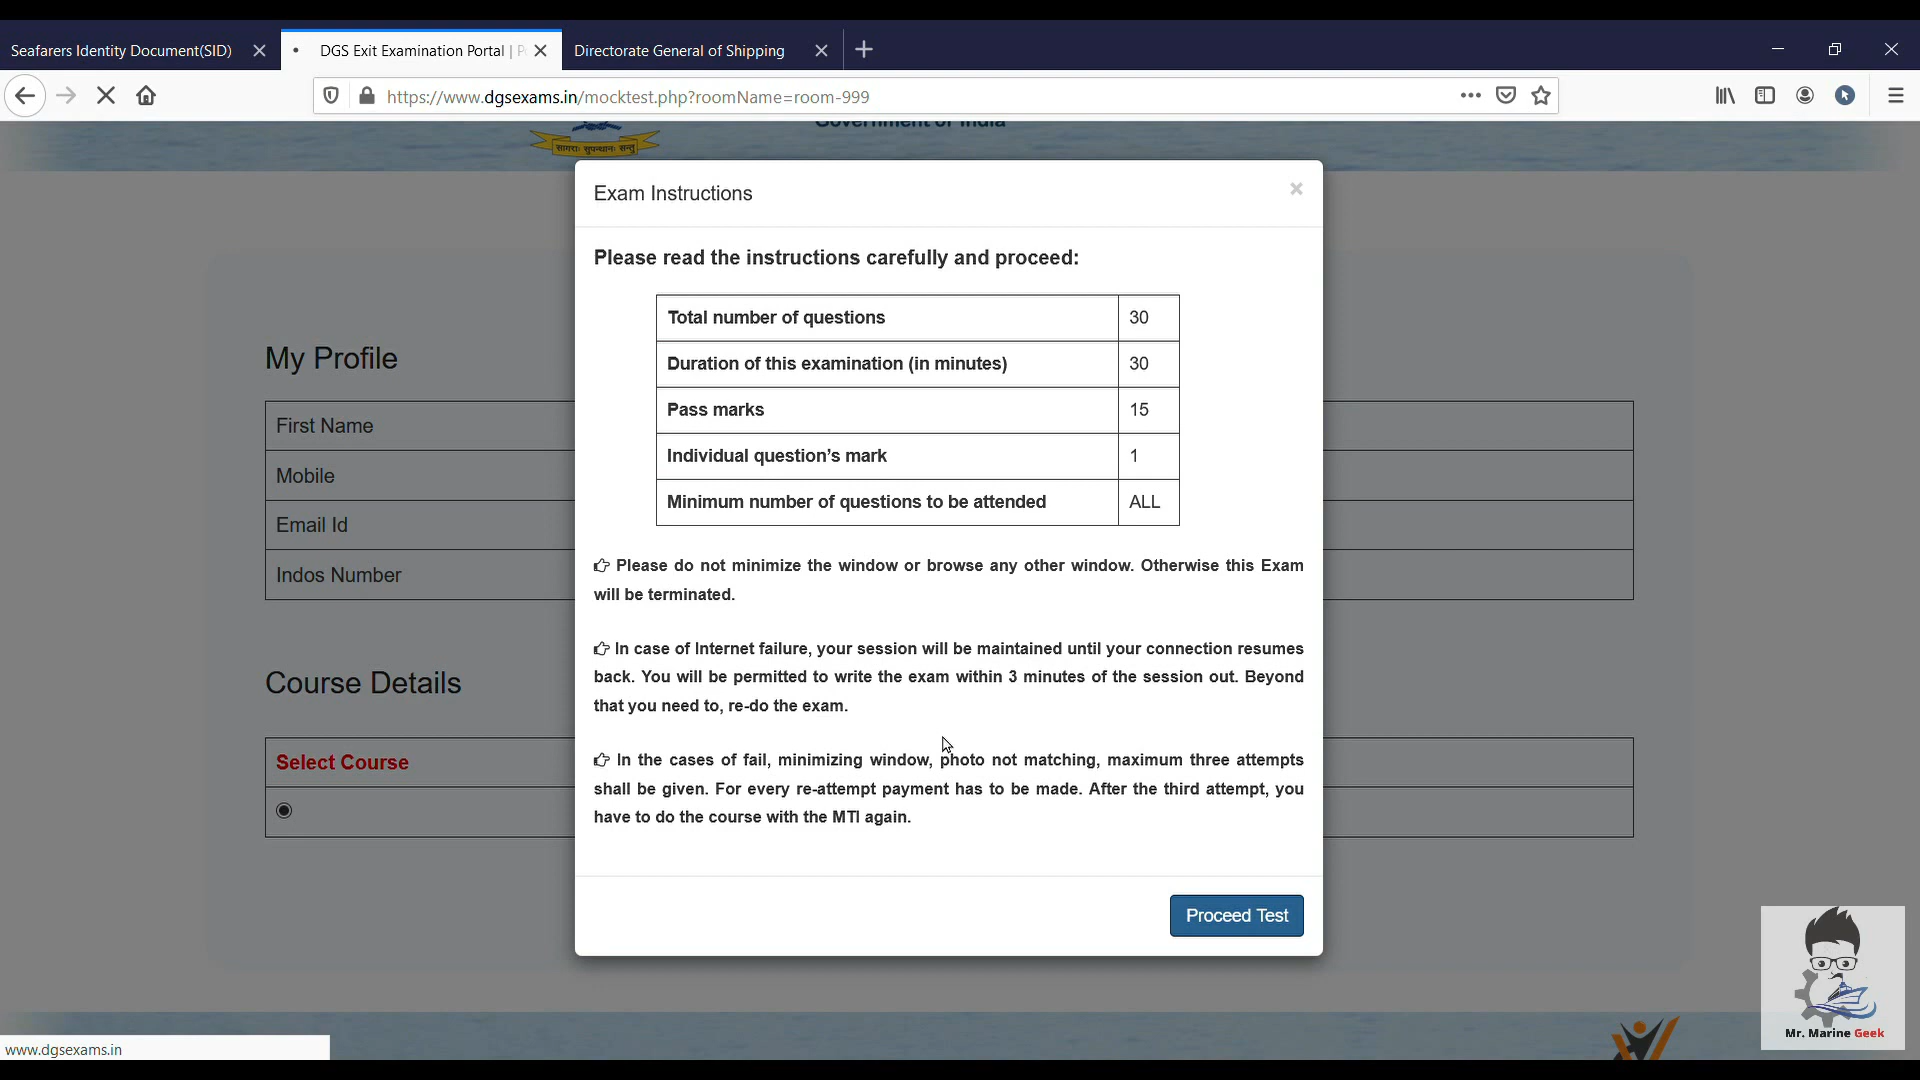 Seafarers Identity Document(SID)
DGS Exit Examination Portal | P
Directorate General of Shipping
https://www.dgsexams.in/mocktest.php?roomName=room-999
Government of India
सागराः सुपन्थानः सन्तु
Exam Instructions
Please read the instructions carefully and proceed:
Total number of questions 30
Duration of this examination (in minutes) 30
Pass marks 15
Individual question’s mark 1
Minimum number of questions to be attended ALL
Please do not minimize the window or browse any other window. Otherwise this Exam
will be terminated.
In case of Internet failure, your session will be maintained until your connection resumes
back. You will be permitted to write the exam within 3 minutes of the session out. Beyond
that you need to, re-do the exam.
In the cases of fail, minimizing window, photo not matching, maximum three attempts
shall be given. For every re-attempt payment has to be made. After the third attempt, you
have to do the course with the MTI again.
Proceed Test
My Profile
First Name
Mobile
Email Id
Indos Number
Course Details
Select Course
www.dgsexams.in
Mr. Marine Geek